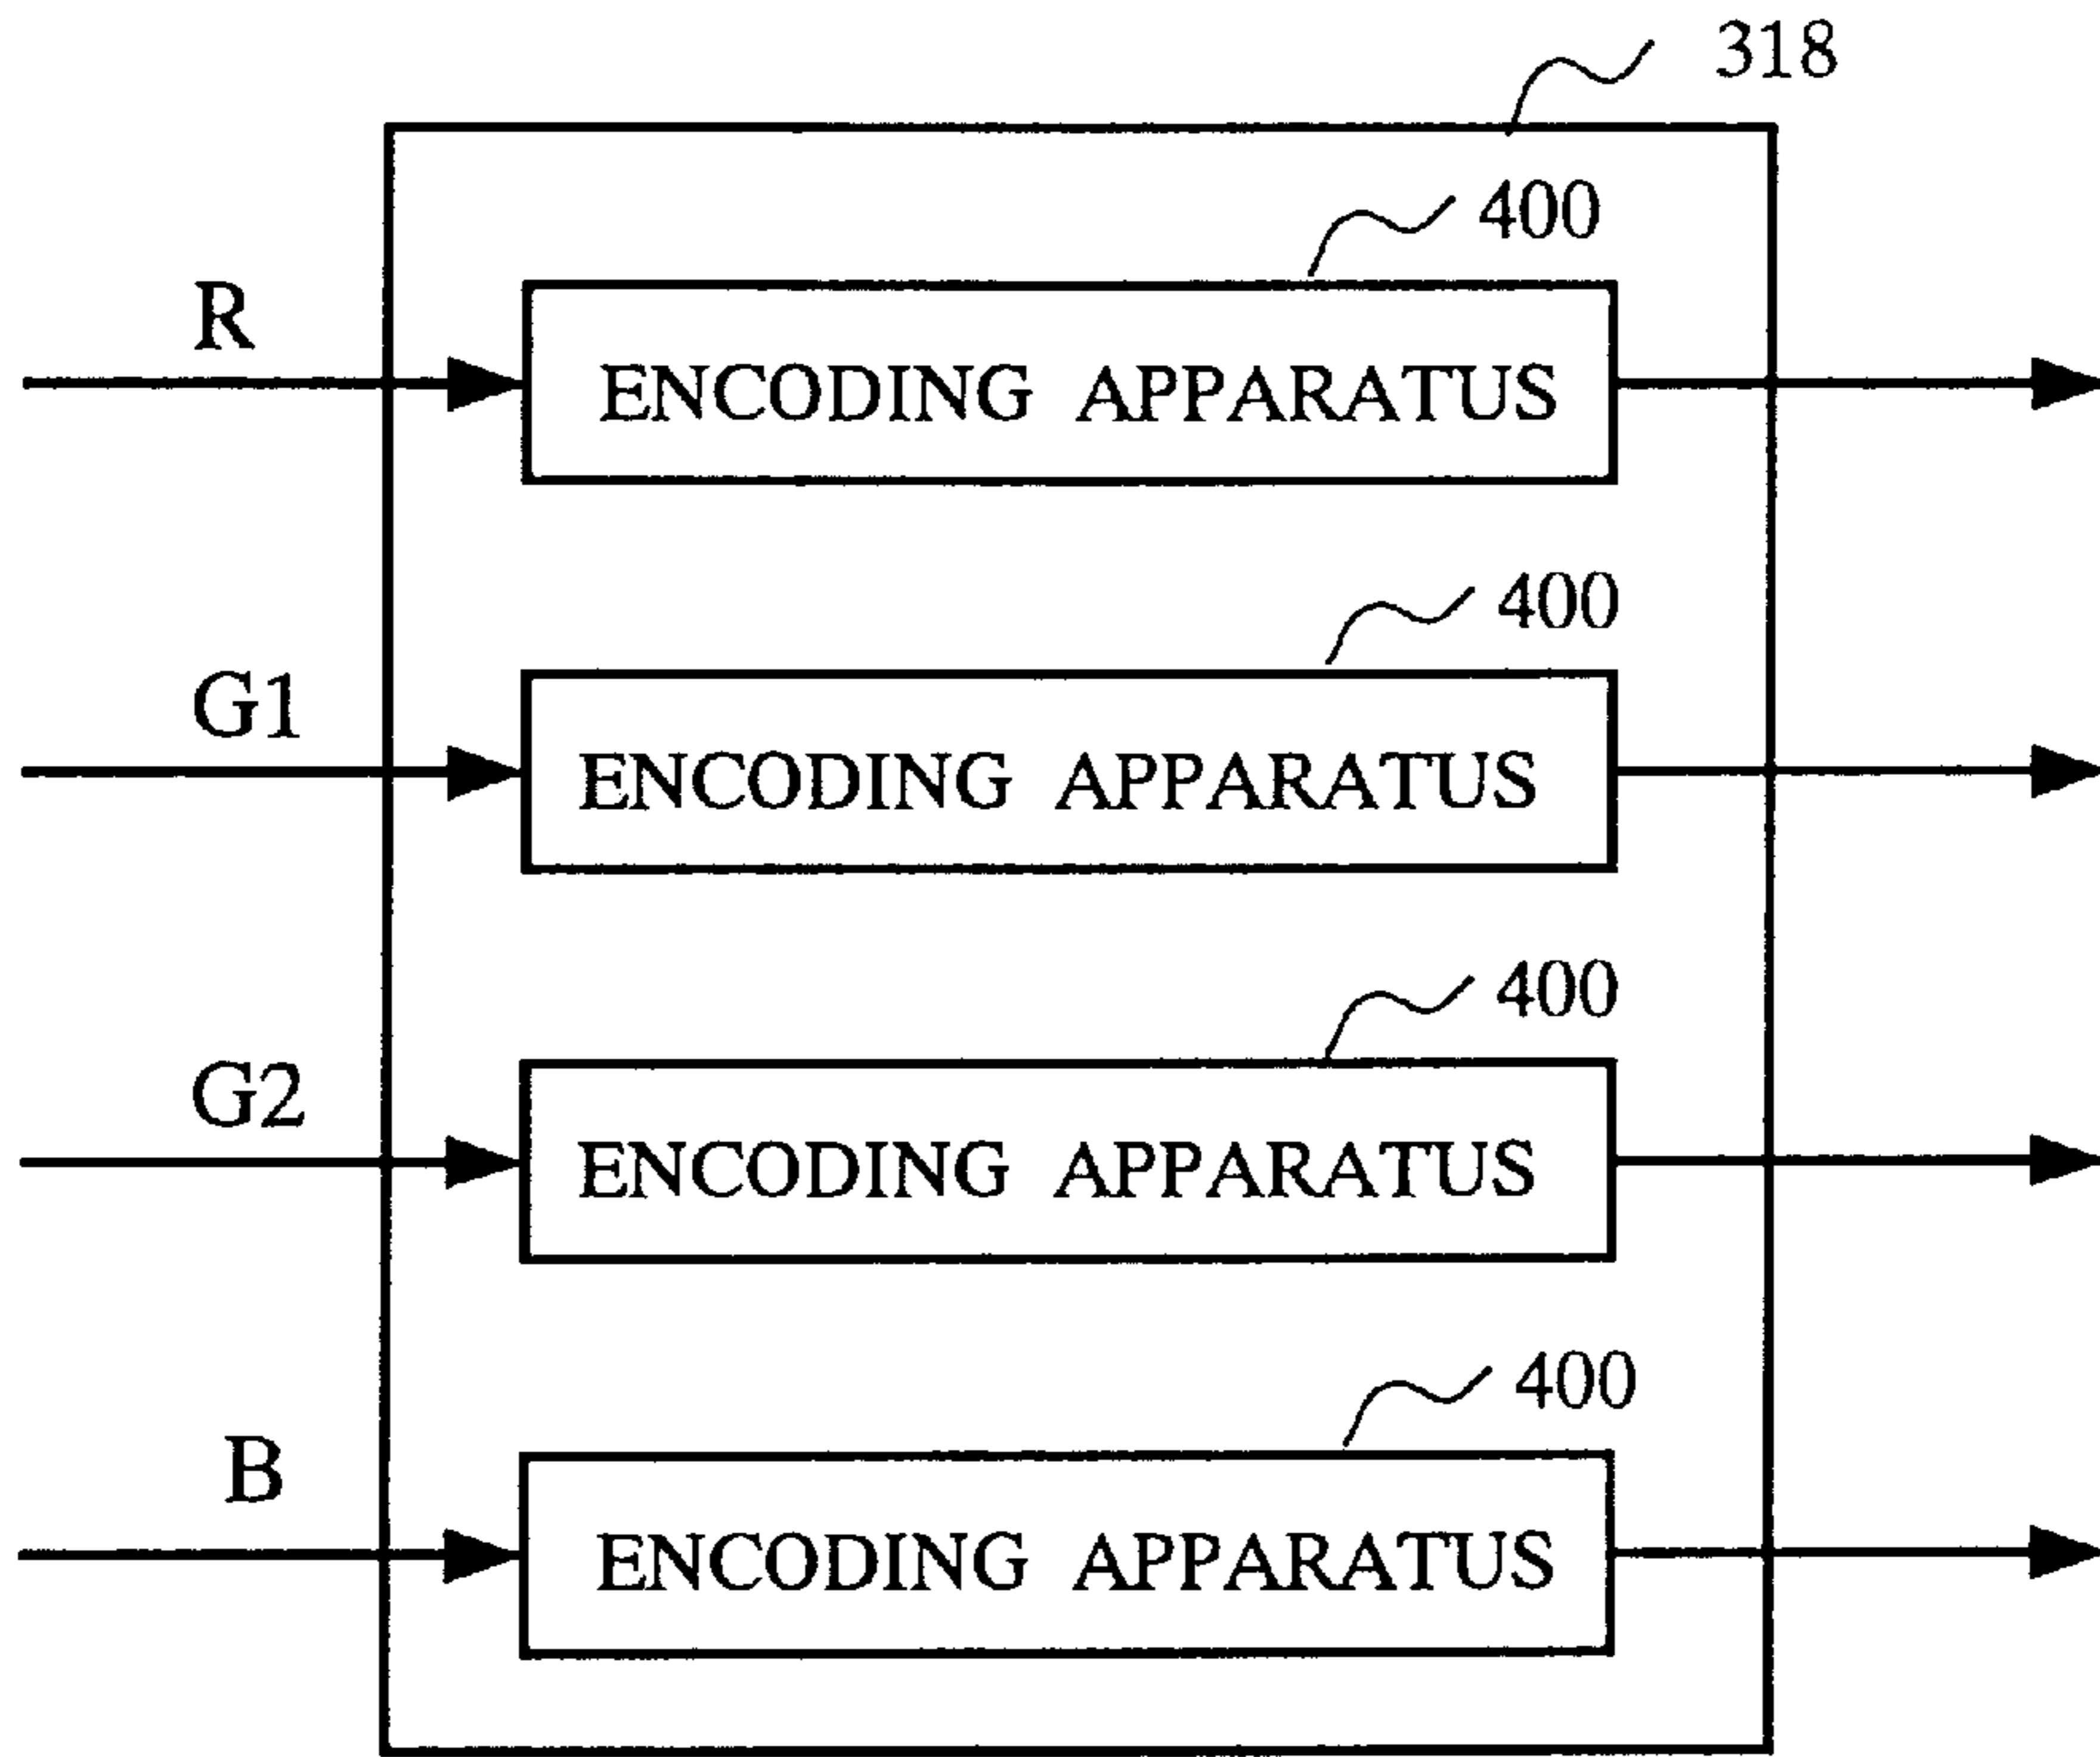 318
400
R
ENCODING APPARATUS
400
G1
ENCODING APPARATUS
400
G2
ENCODING APPARATUS
400
B
ENCODING APPARATUS